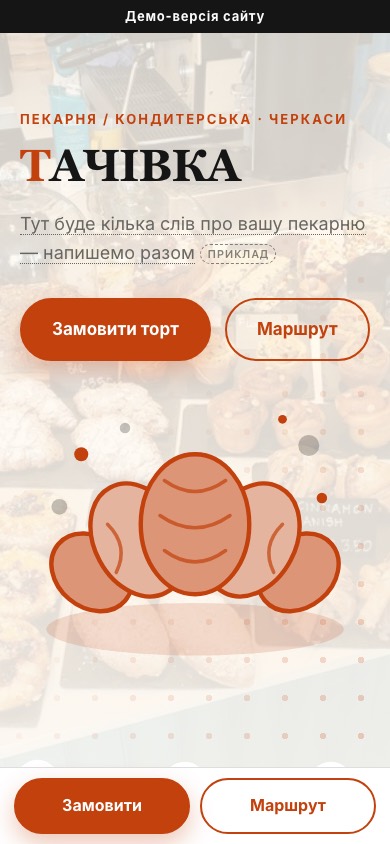 Демо-версія сайту
ПЕКАРНЯ / КОНДИТЕРСЬКА · ЧЕРКАСИ
ТАЧІВКА
Тут буде кілька слів про вашу пекарню
— напишемо разом ПРИКЛАД
Замовити торт
Маршрут
Замовити
Маршрут